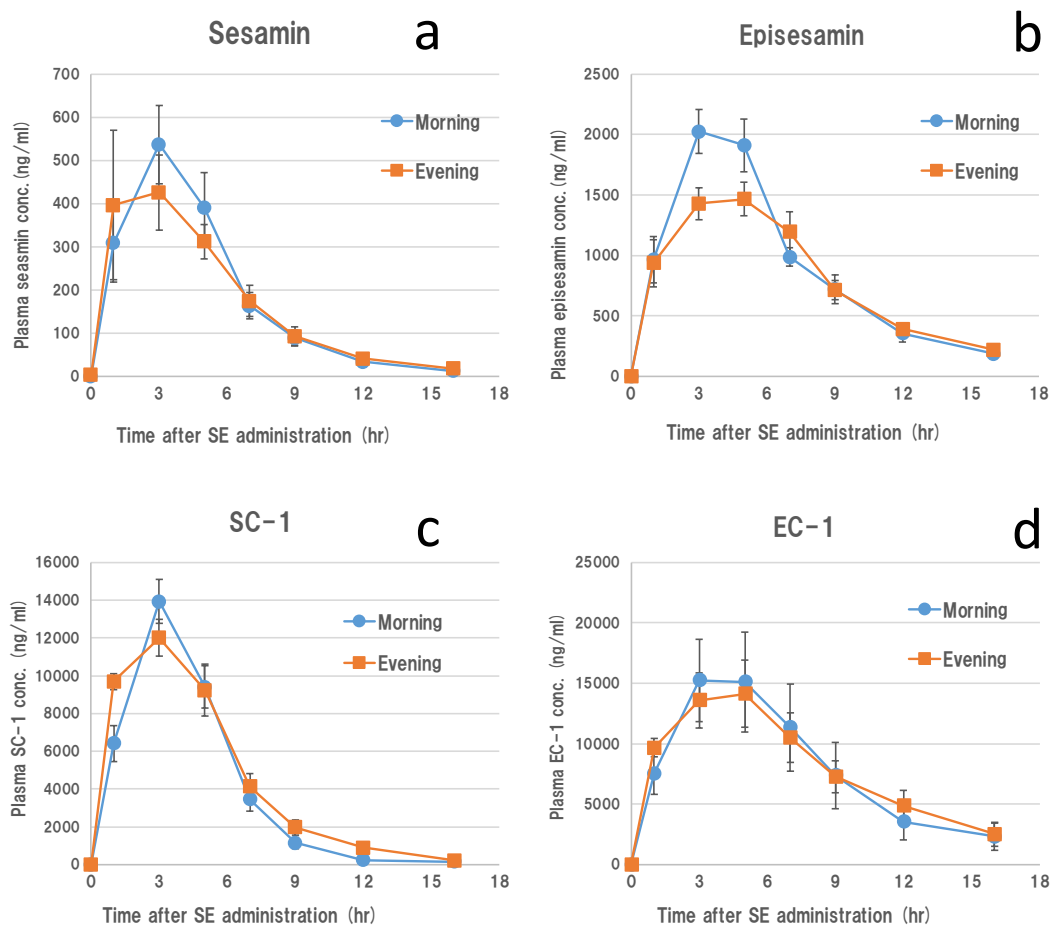 Sesamin
a
Plasma seasmin conc.(ng/ml)
700
600
500
400
300
200
100
0
0 3 6 9 12 15 18
Morning
Evening
Time after SE administration (hr)
Episesamin
b
Plasma episesamin conc.(ng/ml)
2500
2000
1500
1000
500
0
0 3 6 9 12 15 18
Morning
Evening
Time after SE administration (hr)
SC-1
c
Plasma SC-1 conc. (ng/ml)
16000
14000
12000
10000
8000
6000
4000
2000
0
0 3 6 9 12 15 18
Morning
Evening
Time after SE administration (hr)
EC-1
d
Plasma EC-1 conc. (ng/ml)
25000
20000
15000
10000
5000
0
0 3 6 9 12 15 18
Morning
Evening
Time after SE administration (hr)